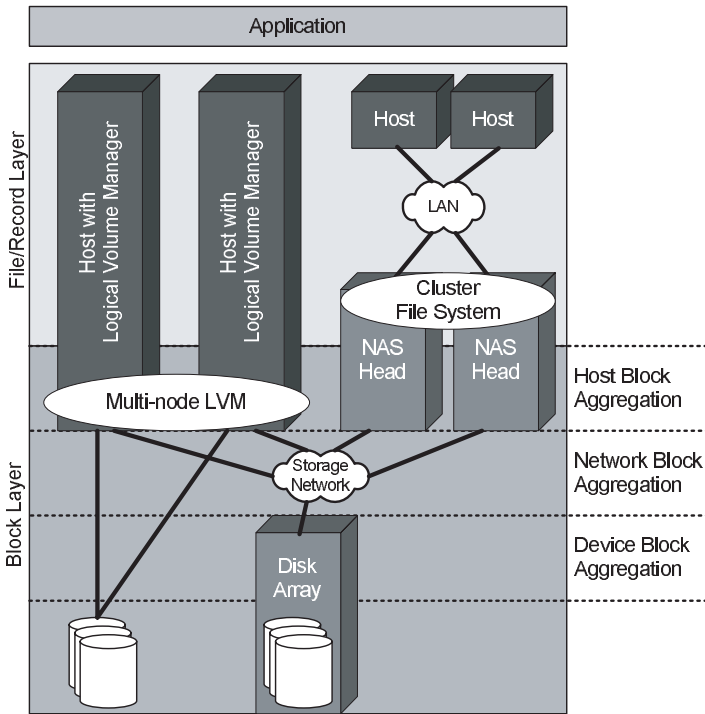 Application
File/Record Layer
Host with
Logical Volume Manager
Host with
Logical Volume Manager
Host
Host
LAN
Cluster
File System
NAS
Head
NAS
Head
Host Block
Aggregation
Multi-node LVM
Block Layer
Storage
Network
Network Block
Aggregation
Disk
Array
Device Block
Aggregation